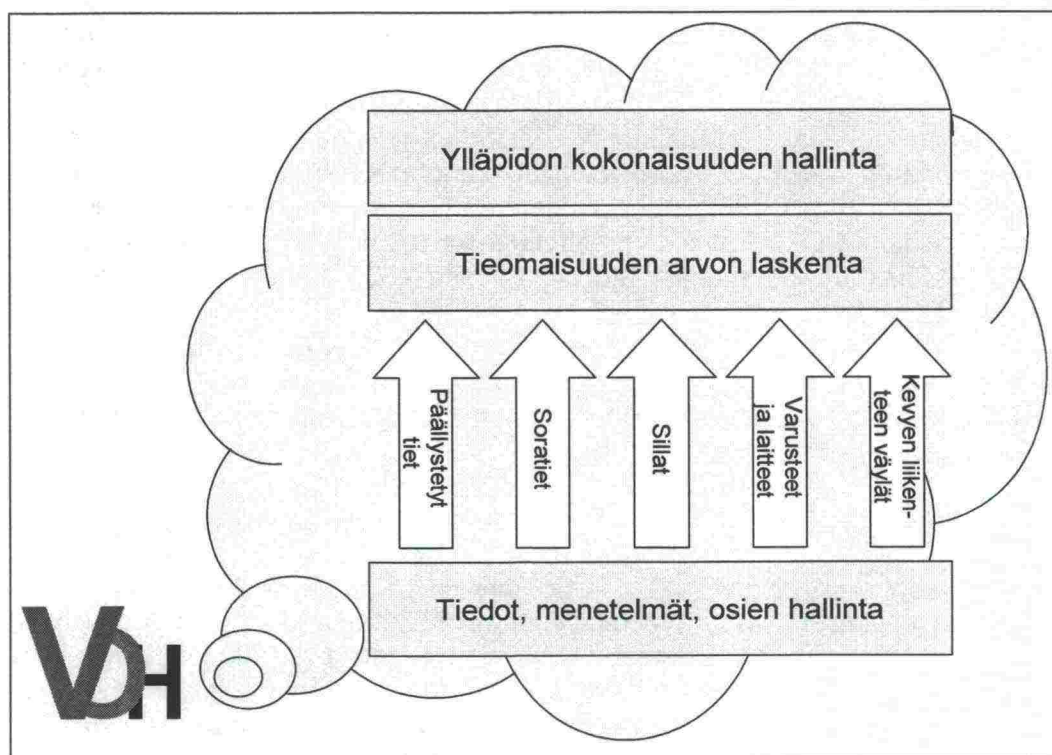 Ylläpidon kokonaisuuden hallinta
Tieomaisuuden arvon laskenta
Päällystetyt
tiet
Soratiet
Sillat
Varusteet
ja laitteet
Kevyen liiken-
teen väylät
Tiedot, menetelmät, osien hallinta
VOH